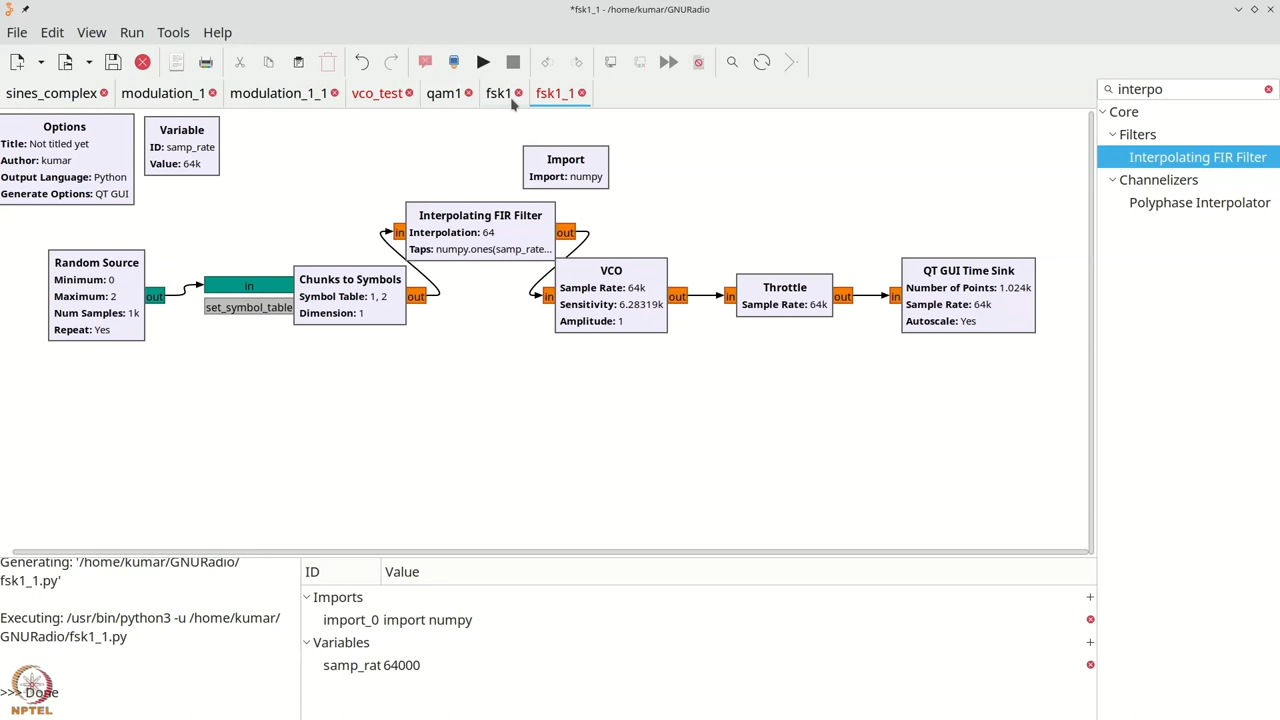 *fsk1_1 - /home/kumar/GNURadio
File Edit View Run Tools Help
sines_complex modulation_1 modulation_1_1 vco_test qam1 fsk1 fsk1_1
interpo
Core
Filters
Interpolating FIR Filter
Channelizers
Polyphase Interpolator
Options
Title: Not titled yet
Author: kumar
Output Language: Python
Generate Options: QT GUI
Variable
ID: samp_rate
Value: 64k
Import
Import: numpy
Interpolating FIR Filter
in
Interpolation: 64
out
Taps: numpy.ones(samp_rate...
Random Source
Minimum: 0
Maximum: 2
Num Samples: 1k
Repeat: Yes
out
in
set_symbol_table
Chunks to Symbols
Symbol Table: 1, 2
Dimension: 1
out
in
VCO
Sample Rate: 64k
Sensitivity: 6.28319k
Amplitude: 1
out
in
Throttle
Sample Rate: 64k
out
in
QT GUI Time Sink
Number of Points: 1.024k
Sample Rate: 64k
Autoscale: Yes
Generating: '/home/kumar/GNURadio/
fsk1_1.py'
Executing: /usr/bin/python3 -u /home/kumar/
GNURadio/fsk1_1.py
>>> Done
NPTEL
ID Value
Imports
import_0 import numpy
Variables
samp_rat 64000